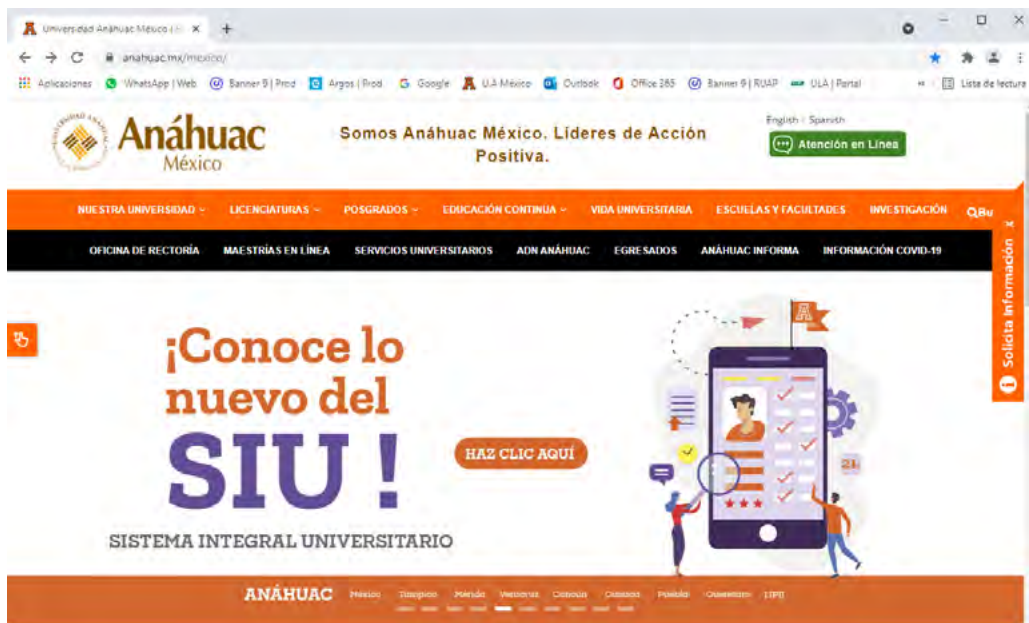 Universidad Anáhuac México
anahuac.mx/mexico/
Aplicaciones WhatsApp | Web Banner 9 | Prod Argos | Prod Google U.A México Outlook Office 365 Banner 9 | RUAP ULA | Portal Lista de lectura
Anáhuac
México
Somos Anáhuac México. Líderes de Acción
Positiva.
English Spanish
Atención en Línea
NUESTRA UNIVERSIDAD LICENCIATURAS POSGRADOS EDUCACIÓN CONTINUA VIDA UNIVERSITARIA ESCUELAS Y FACULTADES INVESTIGACIÓN Bu
OFICINA DE RECTORÍA MAESTRÍAS EN LÍNEA SERVICIOS UNIVERSITARIOS ADN ANÁHUAC EGRESADOS ANÁHUAC INFORMA INFORMACIÓN COVID-19
Solicita Información x
¡Conoce lo
nuevo del
SIU !
HAZ CLIC AQUÍ
SISTEMA INTEGRAL UNIVERSITARIO
ANÁHUAC México Tampico Mérida Veracruz Cancún Oaxaca Puebla Querétaro